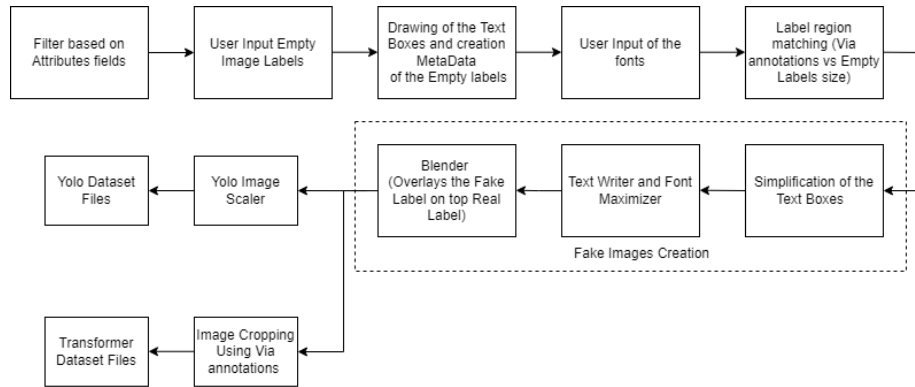 Filter based on
Attributes fields
User Input Empty
Image Labels
Drawing of the Text
Boxes and creation
MetaData
of the Empty labels
User Input of the
fonts
Label region
matching (Via
annotations vs Empty
Labels size)
Yolo Dataset
Files
Yolo Image
Scaler
Blender
(Overlays the Fake
Label on top Real
Label)
Text Writer and Font
Maximizer
Simplification of the
Text Boxes
Fake Images Creation
Transformer
Dataset Files
Image Cropping
Using Via
annotations